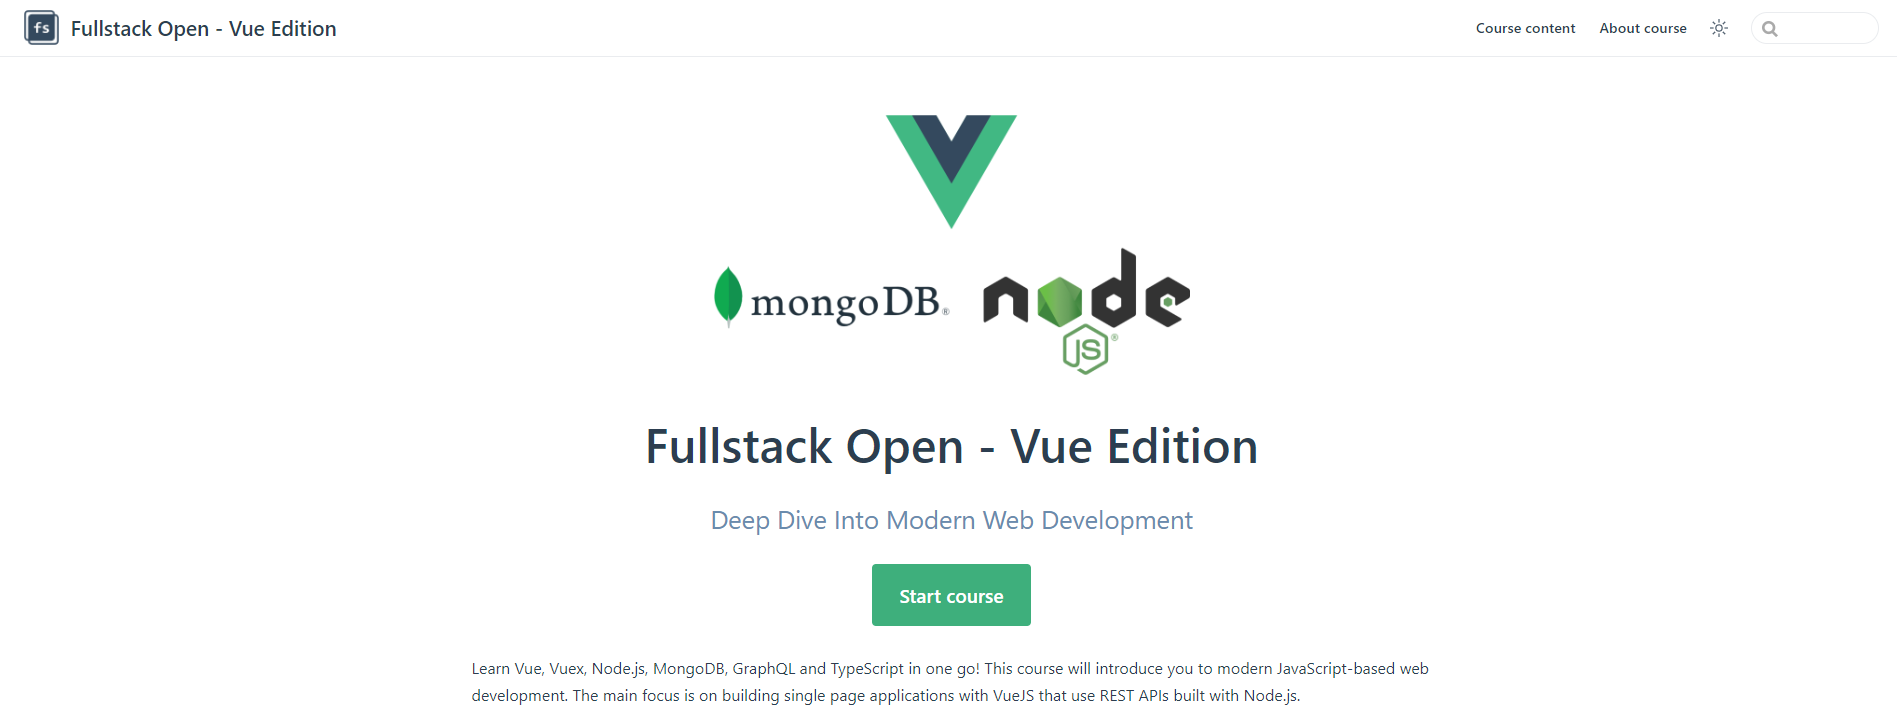 fs Fullstack Open - Vue Edition Course content About course
mongoDB®
node
JS®
Fullstack Open - Vue Edition
Deep Dive Into Modern Web Development
Start course
Learn Vue, Vuex, Node.js, MongoDB, GraphQL and TypeScript in one go! This course will introduce you to modern JavaScript-based web
development. The main focus is on building single page applications with VueJS that use REST APIs built with Node.js.